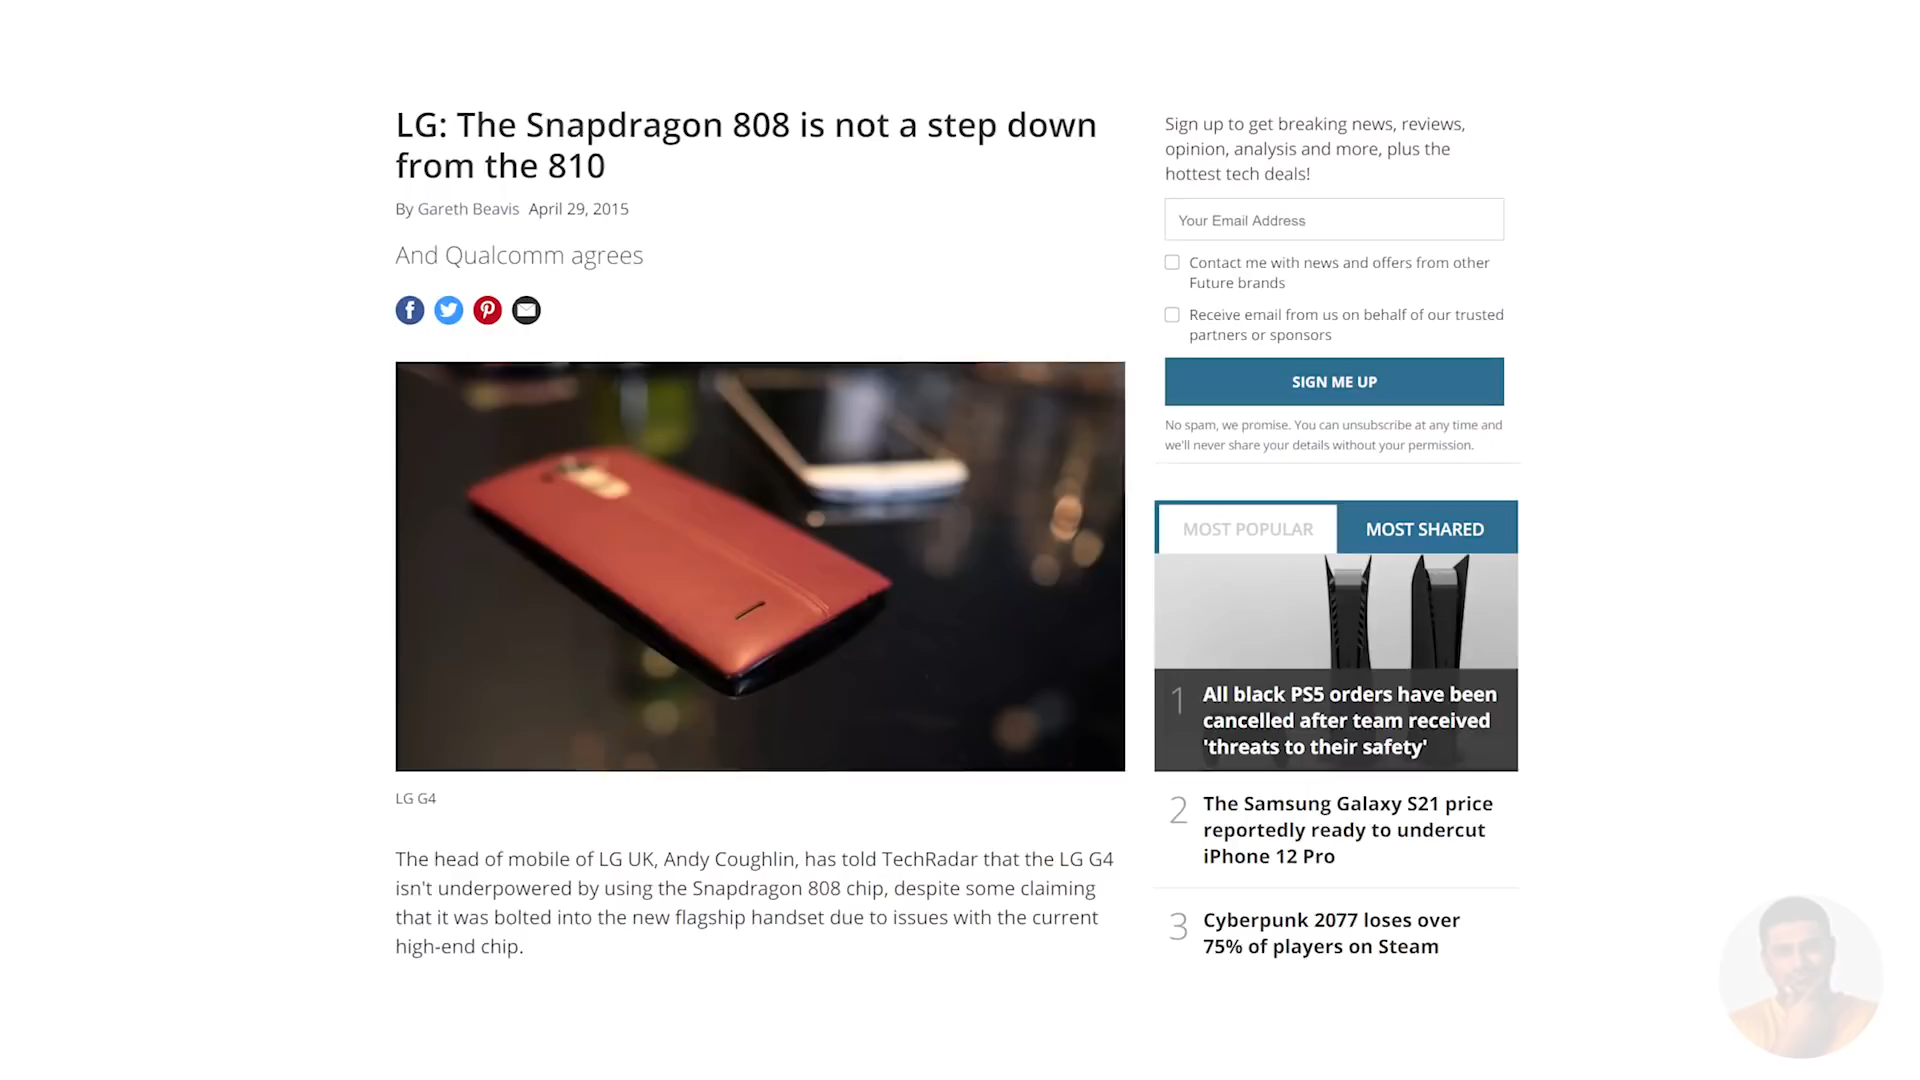 LG: The Snapdragon 808 is not a step down
from the 810
By Gareth Beavis April 29, 2015
And Qualcomm agrees
LG G4
The head of mobile of LG UK, Andy Coughlin, has told TechRadar that the LG G4
isn't underpowered by using the Snapdragon 808 chip, despite some claiming
that it was bolted into the new flagship handset due to issues with the current
high-end chip.
Sign up to get breaking news, reviews,
opinion, analysis and more, plus the
hottest tech deals!
Your Email Address
Contact me with news and offers from other
Future brands
Receive email from us on behalf of our trusted
partners or sponsors
SIGN ME UP
No spam, we promise. You can unsubscribe at any time and
we'll never share your details without your permission.
MOST POPULAR
MOST SHARED
1 All black PS5 orders have been
cancelled after team received
'threats to their safety'
2 The Samsung Galaxy S21 price
reportedly ready to undercut
iPhone 12 Pro
3 Cyberpunk 2077 loses over
75% of players on Steam